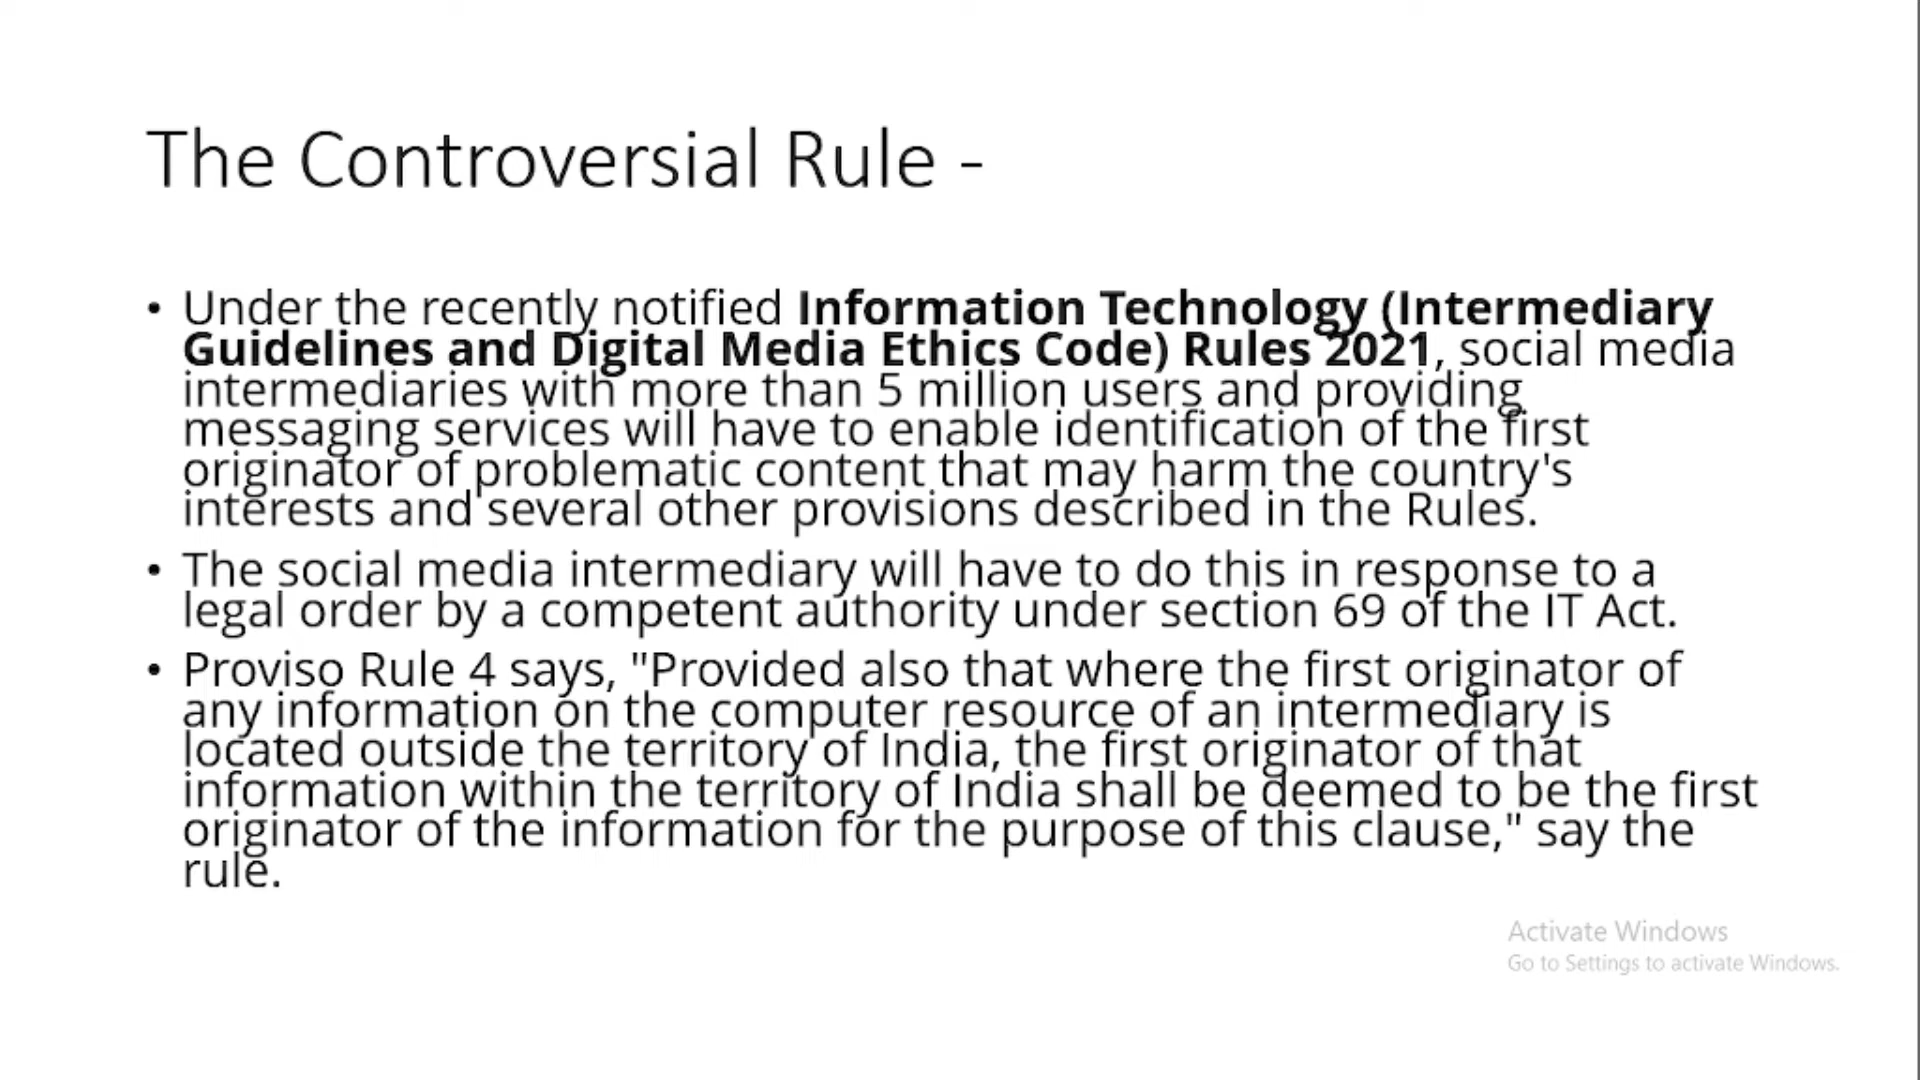 The Controversial Rule -
• Under the recently notified Information Technology (Intermediary
Guidelines and Digital Media Ethics Code) Rules 2021, social media
intermediaries with more than 5 million users and providing
messaging services will have to enable identification of the first
originator of problematic content that may harm the country's
interests and several other provisions described in the Rules.
• The social media intermediary will have to do this in response to a
legal order by a competent authority under section 69 of the IT Act.
• Proviso Rule 4 says, "Provided also that where the first originator of
any information on the computer resource of an intermediary is
located outside the territory of India, the first originator of that
information within the territory of India shall be deemed to be the first
originator of the information for the purpose of this clause," say the
rule.
Activate Windows
Go to Settings to activate Windows.